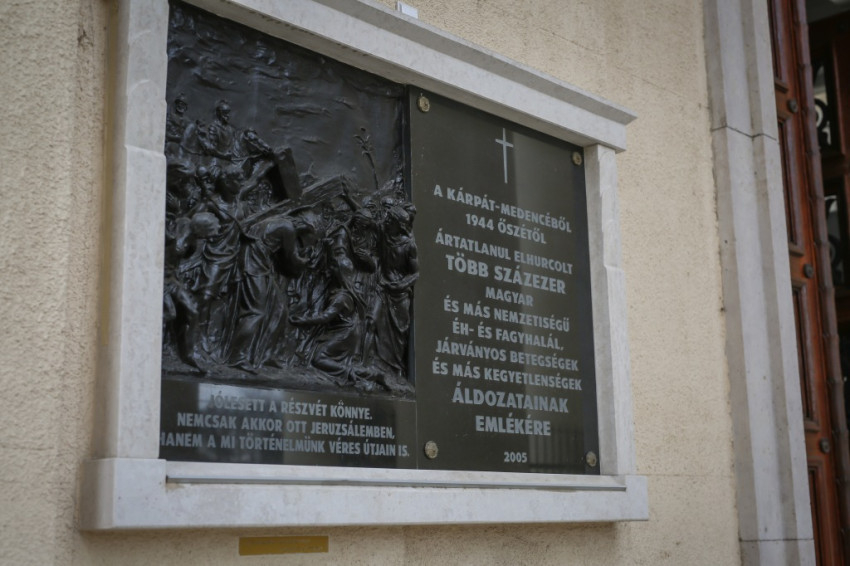 JÓLESETT A RÉSZVÉT KÖNNYE.
NEMCSAK AKKOR OTT JERUZSÁLEMBEN,
HANEM A MI TÖRTÉNELMÜNK VÉRES ÚTJAIN IS.
A KÁRPÁT-MEDENCÉBŐL
1944 ŐSZÉTŐL
ÁRTATLANUL ELHURCOLT
TÖBB SZÁZEZER
MAGYAR
ÉS MÁS NEMZETISÉGŰ
ÉH- ÉS FAGYHALÁL,
JÁRVÁNYOS BETEGSÉGEK
ÉS MÁS KEGYETLENSÉGEK
ÁLDOZATAINAK
EMLÉKÉRE
2005